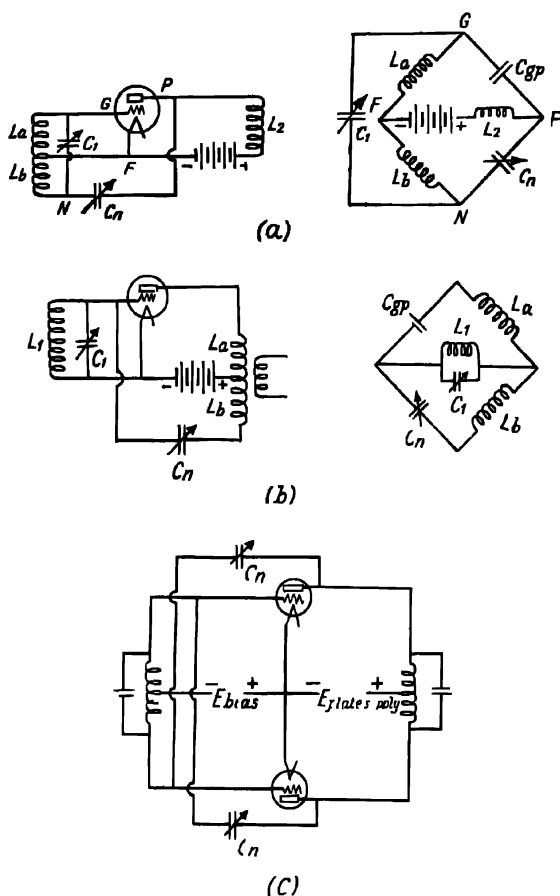 P
G
La
C1
L2
Lb
F
N
Cn
- +
G
La
Cgp
F
C1
- +
L2
P
Lb
Cn
N
(a)
L1
C1
La
- +
Lb
Cn
Cgp
La
L1
C1
Cn
Lb
(b)
Cn
- + - +
Ebias
Cn
(C)